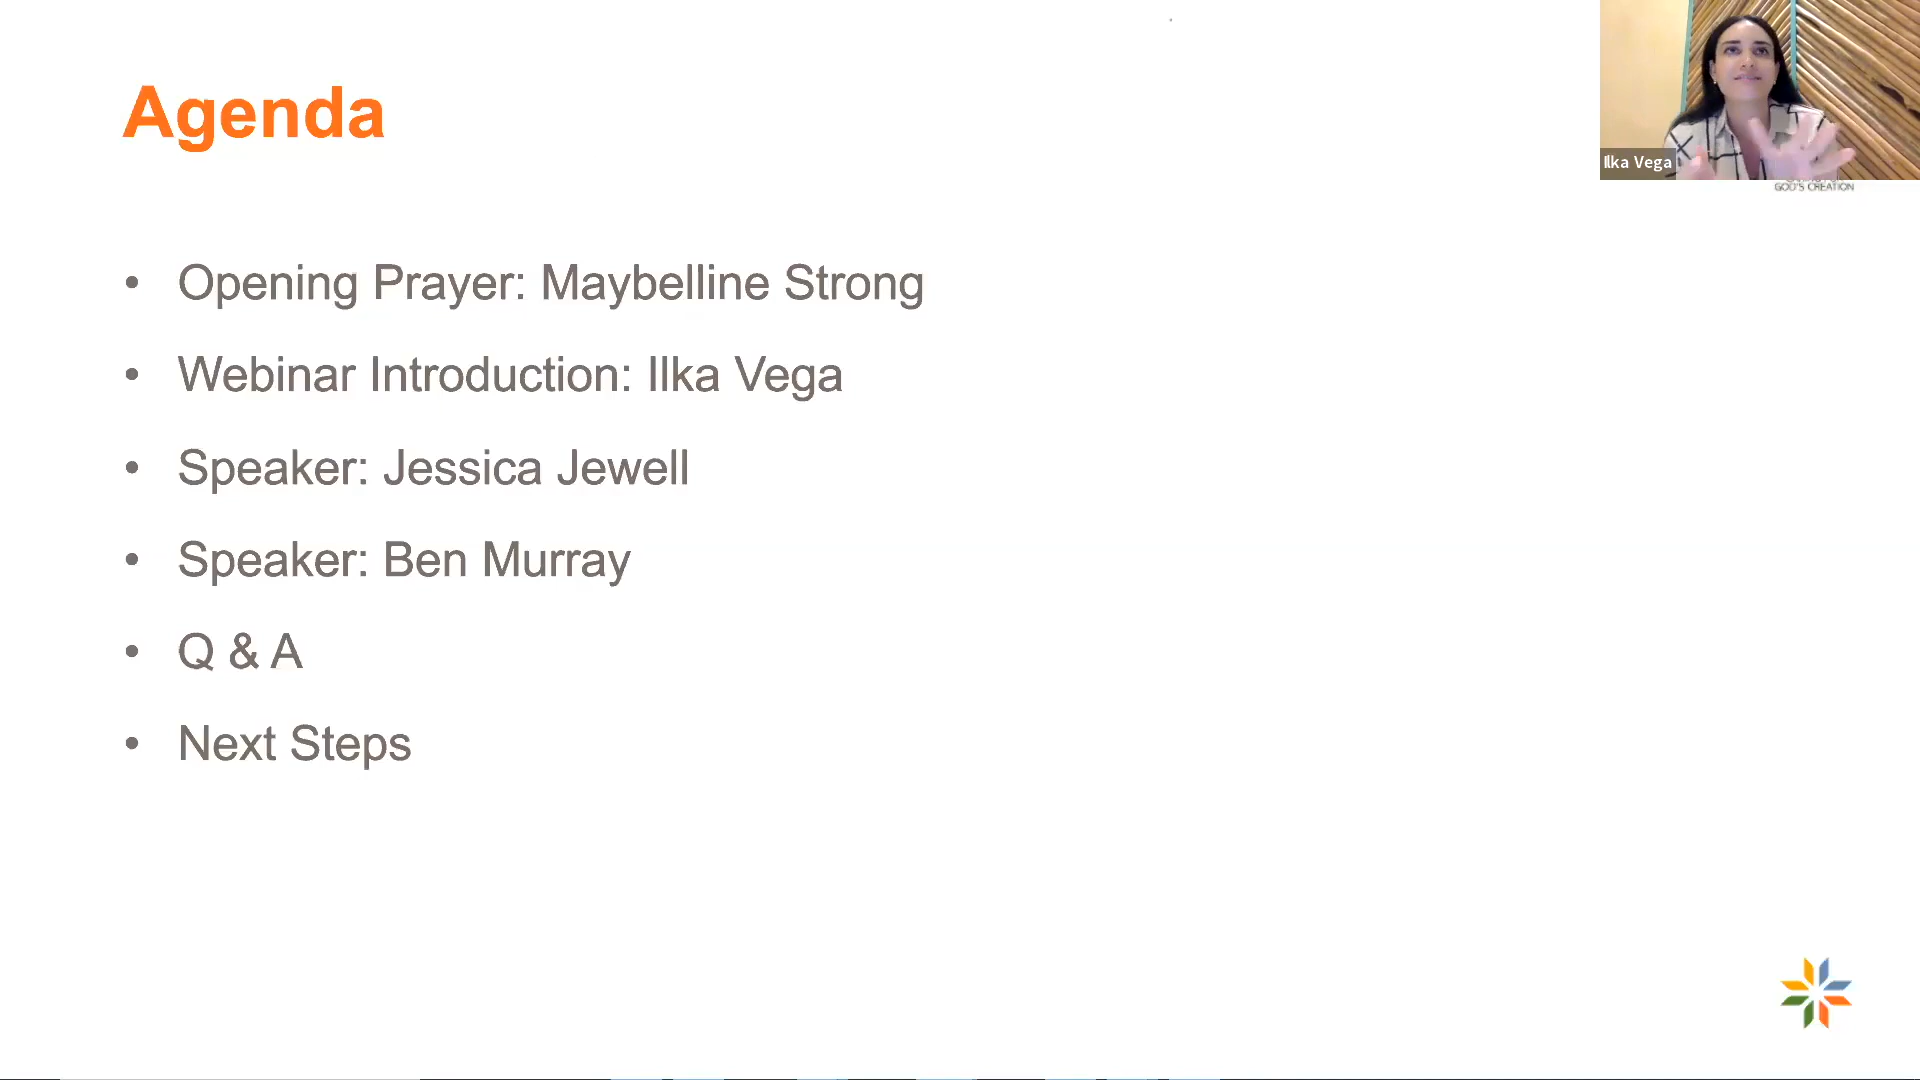 Agenda
Ilka Vega
GOD'S CREATION
• Opening Prayer: Maybelline Strong
• Webinar Introduction: Ilka Vega
• Speaker: Jessica Jewell
• Speaker: Ben Murray
• Q & A
• Next Steps